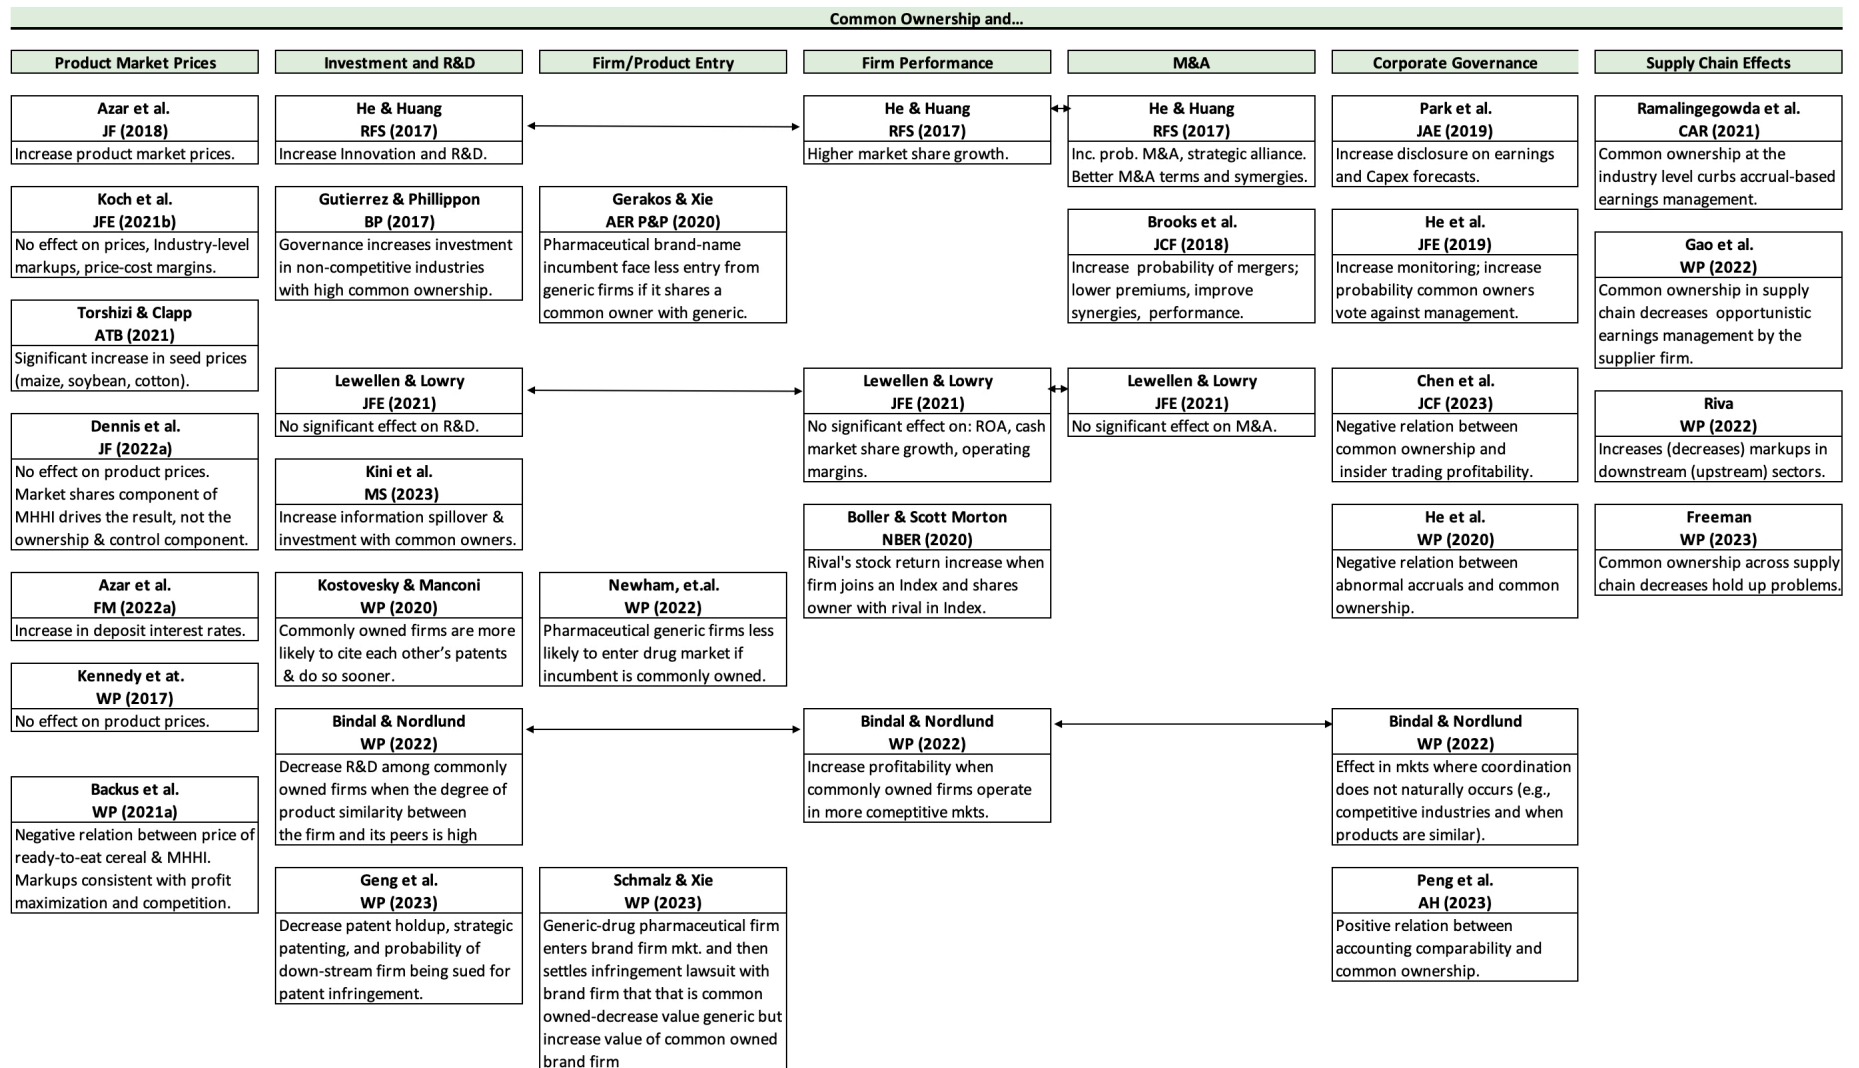 Common Ownership and...
Product Market Prices
Azar et al.
JF (2018)
Increase product market prices.
Koch et al.
JFE (2021b)
No effect on prices, Industry-level
markups, price-cost margins.
Torshizi & Clapp
ATB (2021)
Significant increase in seed prices
(maize, soybean, cotton).
Dennis et al.
JF (2022a)
No effect on product prices.
Market shares component of
MHHI drives the result, not the
ownership & control component.
Azar et al.
FM (2022a)
Increase in deposit interest rates.
Kennedy et at.
WP (2017)
No effect on product prices.
Backus et al.
WP (2021a)
Negative relation between price of
ready-to-eat cereal & MHHI.
Markups consistent with profit
maximization and competition.
Investment and R&D
He & Huang
RFS (2017)
Increase Innovation and R&D.
Gutierrez & Phillippon
BP (2017)
Governance increases investment
in non-competitive industries
with high common ownership.
Lewellen & Lowry
JFE (2021)
No significant effect on R&D.
Kini et al.
MS (2023)
Increase information spillover &
investment with common owners.
Kostovesky & Manconi
WP (2020)
Commonly owned firms are more
likely to cite each other’s patents
& do so sooner.
Bindal & Nordlund
WP (2022)
Decrease R&D among commonly
owned firms when the degree of
product similarity between
the firm and its peers is high
Geng et al.
WP (2023)
Decrease patent holdup, strategic
patenting, and probability of
down-stream firm being sued for
patent infringement.
Firm/Product Entry
Gerakos & Xie
AER P&P (2020)
Pharmaceutical brand-name
incumbent face less entry from
generic firms if it shares a
common owner with generic.
Newham, et.al.
WP (2022)
Pharmaceutical generic firms less
likely to enter drug market if
incumbent is commonly owned.
Schmalz & Xie
WP (2023)
Generic-drug pharmaceutical firm
enters brand firm mkt. and then
settles infringement lawsuit with
brand firm that that is common
owned-decrease value generic but
increase value of common owned
brand firm
Firm Performance
He & Huang
RFS (2017)
Higher market share growth.
Lewellen & Lowry
JFE (2021)
No significant effect on: ROA, cash
market share growth, operating
margins.
Boller & Scott Morton
NBER (2020)
Rival's stock return increase when
firm joins an Index and shares
owner with rival in Index.
Bindal & Nordlund
WP (2022)
Increase profitability when
commonly owned firms operate
in more comeptitive mkts.
M&A
He & Huang
RFS (2017)
Inc. prob. M&A, strategic alliance.
Better M&A terms and synergies.
Brooks et al.
JCF (2018)
Increase probability of mergers;
lower premiums, improve
synergies, performance.
Lewellen & Lowry
JFE (2021)
No significant effect on M&A.
Corporate Governance
Park et al.
JAE (2019)
Increase disclosure on earnings
and Capex forecasts.
He et al.
JFE (2019)
Increase monitoring; increase
probability common owners
vote against management.
Chen et al.
JCF (2023)
Negative relation between
common ownership and
insider trading profitability.
He et al.
WP (2020)
Negative relation between
abnormal accruals and common
ownership.
Bindal & Nordlund
WP (2022)
Effect in mkts where coordination
does not naturally occurs (e.g.,
competitive industries and when
products are similar).
Peng et al.
AH (2023)
Positive relation between
accounting comparability and
common ownership.
Supply Chain Effects
Ramalingegowda et al.
CAR (2021)
Common ownership at the
industry level curbs accrual-based
earnings management.
Gao et al.
WP (2022)
Common ownership in supply
chain decreases opportunistic
earnings management by the
supplier firm.
Riva
WP (2022)
Increases (decreases) markups in
downstream (upstream) sectors.
Freeman
WP (2023)
Common ownership across supply
chain decreases hold up problems.